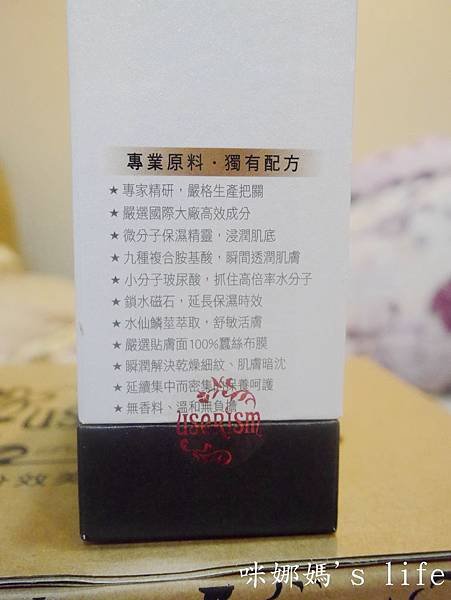 專業原料‧獨有配方
★專家精研，嚴格生產把關
★嚴選國際大廠高效成分
★微分子保濕精靈，浸潤肌底
★九種複合胺基酸，瞬間透潤肌膚
★小分子玻尿酸，抓住高倍率水分子
★鎖水磁石，延長保濕時效
★水仙鱗莖萃取，舒敏活膚
★嚴選貼膚面100%蠶絲布膜
★瞬潤解決乾燥細紋、肌膚暗沈
★延續集中而密集的保養呵護
★無香料、溫和無負擔
USERISM
咪娜媽's life